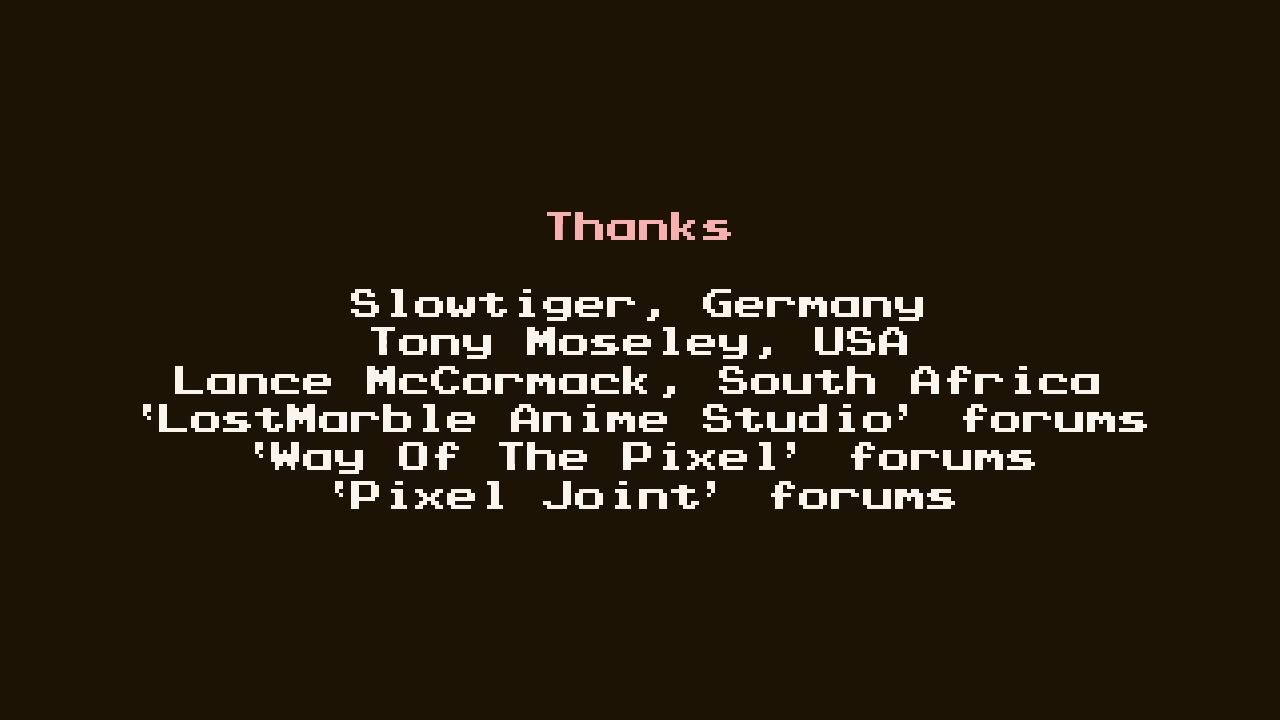 Thanks
Slowtiger, Germany
Tony Moseley, USA
Lance McCormack, South Africa
'LostMarble Anime Studio' forums
'Way Of The Pixel' forums
'Pixel Joint' forums